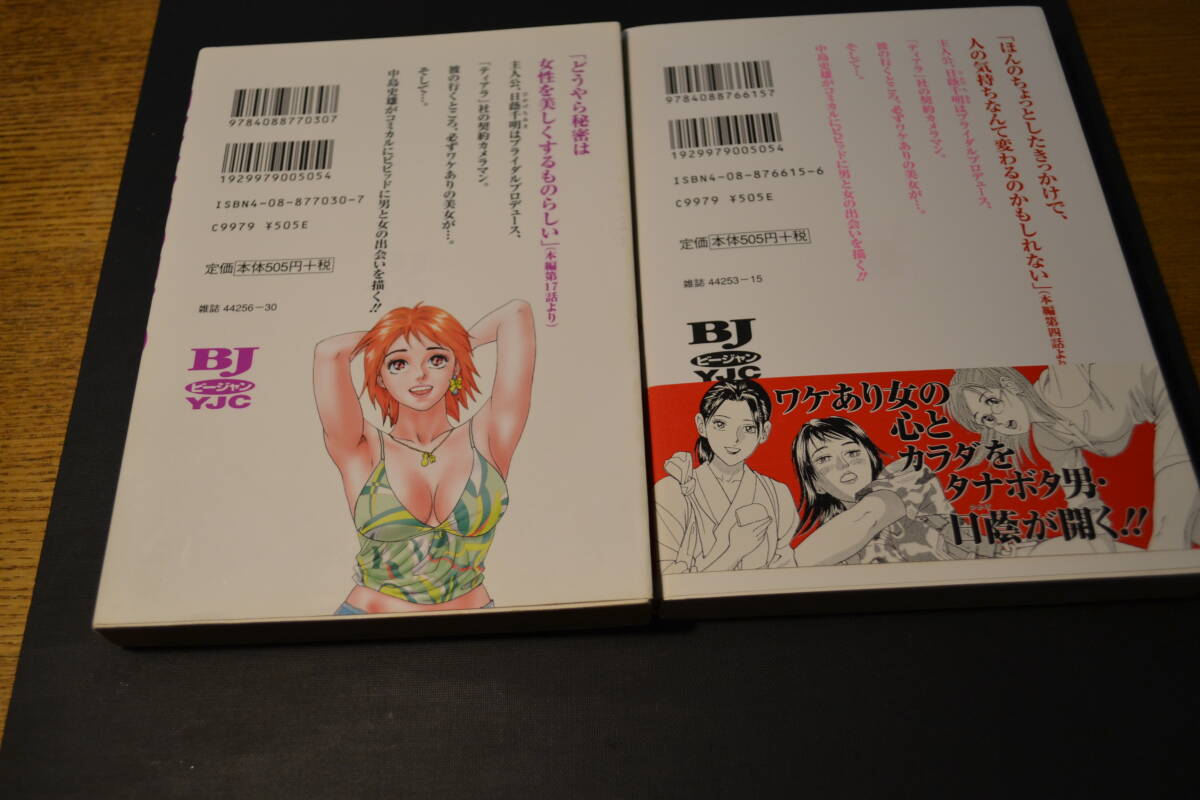 「どうやら秘密は
女性を美しくするものらしい」(本編第17話より)
主人公、日蔭千明はブライダルプロデュース、
ひかげちあき
「ティアラ」社の契約カメラマン。
彼の行くところ、必ずワケありの美女が…。
そして…。
中島史雄がコミカルにビビッドに男と女の出会いを描く!!
9784088770307
1929979005054
ISBN4-08-877030-7
C9979 ¥505E
定価 本体505円+税
雑誌 44256-30
BJ
ビージャン
YJC
「ほんのちょっとしたきっかけで、
人の気持ちなんて変わるのかもしれない」(本編第四話より
主人公、日蔭千明はブライダルプロデュース、
「ティアラ」社の契約カメラマン。
彼の行くところ、必ずワケありの美女が…。
そして…。
中島史雄がコミカルにビビッドに男と女の出会いを描く!!
9784088766157
1929979005054
ISBN4-08-876615-6
C9979 ¥505E
定価 本体505円+税
雑誌 44253-15
BJ
ビージャン
YJC
ワケあり女の
心と
カラダを
タナボタ男・
日蔭が開く!!